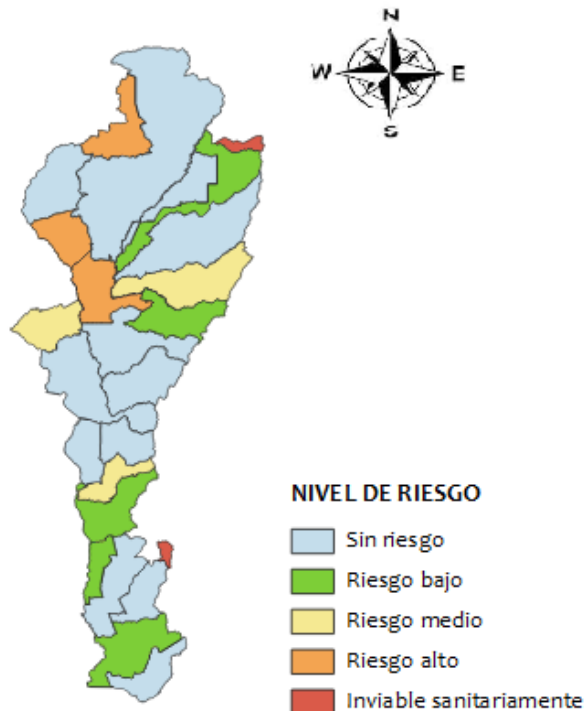 N
W E
S
NIVEL DE RIESGO
Sin riesgo
Riesgo bajo
Riesgo medio
Riesgo alto
Inviable sanitariamente